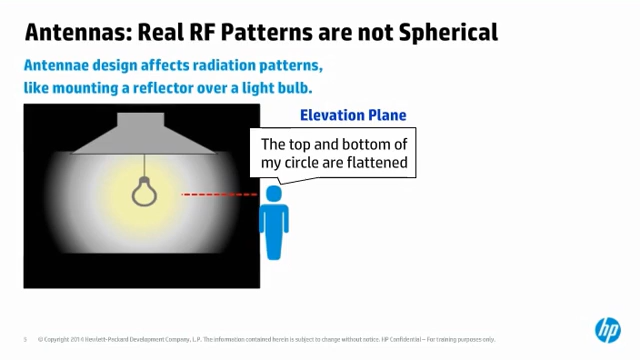 Antennas: Real RF Patterns are not Spherical
Antennae design affects radiation patterns,
like mounting a reflector over a light bulb.
Elevation Plane
The top and bottom of
my circle are flattened
5 © Copyright 2014 Hewlett-Packard Development Company, L.P. The information contained herein is subject to change without notice. HP Confidential – For training purposes only.
hp